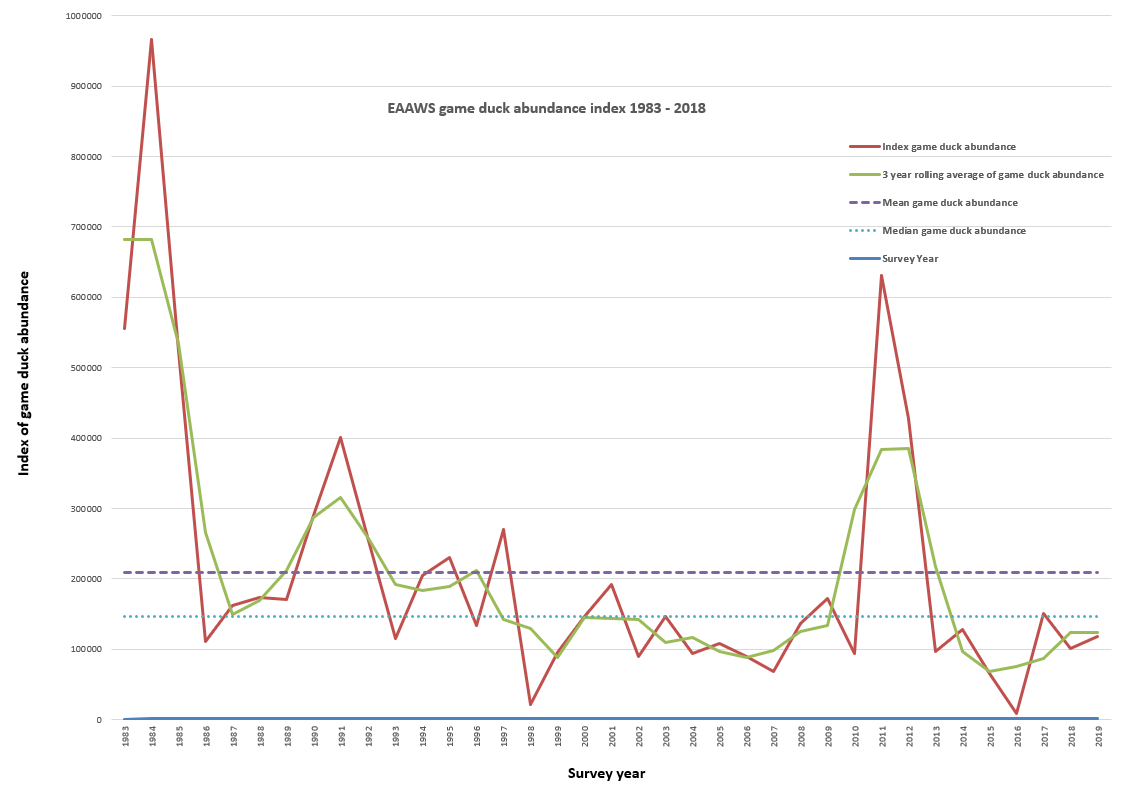 1000000
900000
800000
700000
600000
500000
400000
300000
200000
100000
0
EAAWS game duck abundance index 1983 - 2018
Index game duck abundance
3 year rolling average of game duck abundance
Mean game duck abundance
Median game duck abundance
Survey Year
Index of game duck abundance
1983 1984 1985 1986 1987 1988 1989 1990 1991 1992 1993 1994 1995 1996 1997 1998 1999 2000 2001 2002 2003 2004 2005 2006 2007 2008 2009 2010 2011 2012 2013 2014 2015 2016 2017 2018 2019
Survey year